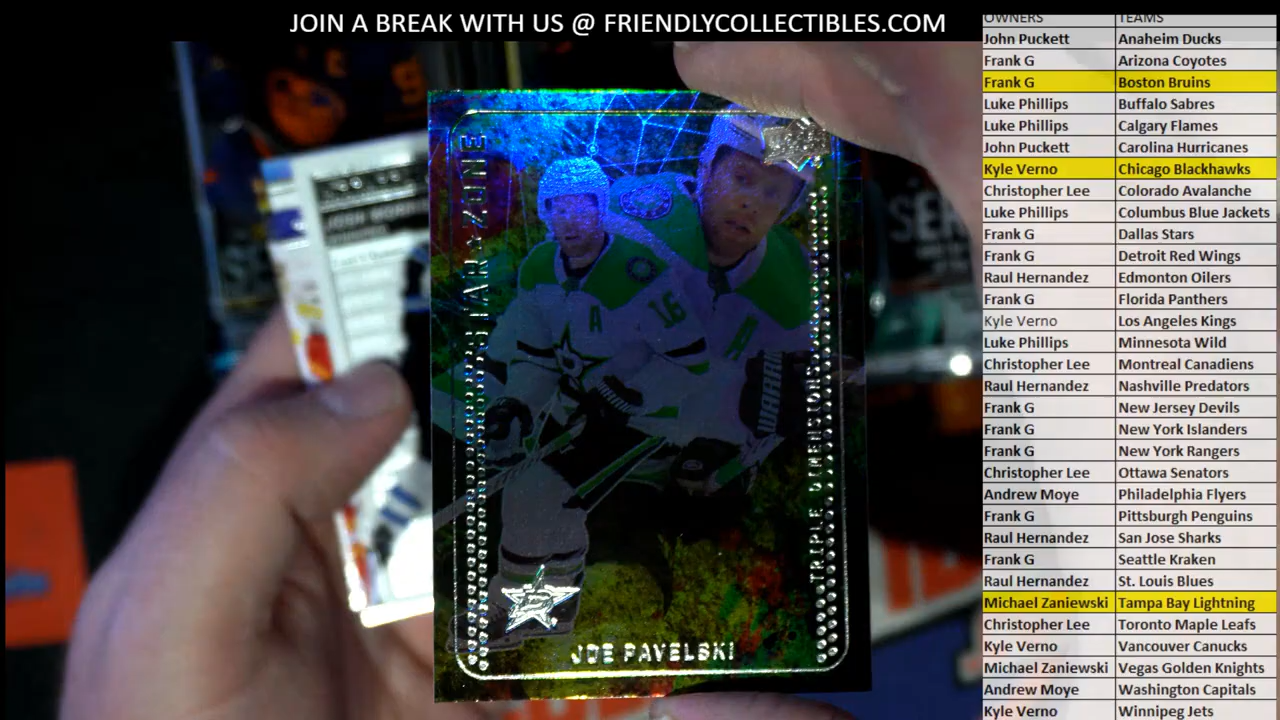 JOIN A BREAK WITH US @ FRIENDLYCOLLECTIBLES.COM
OWNERS TEAMS
John Puckett Anaheim Ducks
Frank G Arizona Coyotes
Frank G Boston Bruins
Luke Phillips Buffalo Sabres
Luke Phillips Calgary Flames
John Puckett Carolina Hurricanes
Kyle Verno Chicago Blackhawks
Christopher Lee Colorado Avalanche
Luke Phillips Columbus Blue Jackets
Frank G Dallas Stars
Frank G Detroit Red Wings
Raul Hernandez Edmonton Oilers
Frank G Florida Panthers
Kyle Verno Los Angeles Kings
Luke Phillips Minnesota Wild
Christopher Lee Montreal Canadiens
Raul Hernandez Nashville Predators
Frank G New Jersey Devils
Frank G New York Islanders
Frank G New York Rangers
Christopher Lee Ottawa Senators
Andrew Moye Philadelphia Flyers
Frank G Pittsburgh Penguins
Raul Hernandez San Jose Sharks
Frank G Seattle Kraken
Raul Hernandez St. Louis Blues
Michael Zaniewski Tampa Bay Lightning
Christopher Lee Toronto Maple Leafs
Kyle Verno Vancouver Canucks
Michael Zaniewski Vegas Golden Knights
Andrew Moye Washington Capitals
Kyle Verno Winnipeg Jets
STAR ZONE
TRIPLE DIMENSIONS
A
16
A
WARRIOR
JOE PAVELSKI